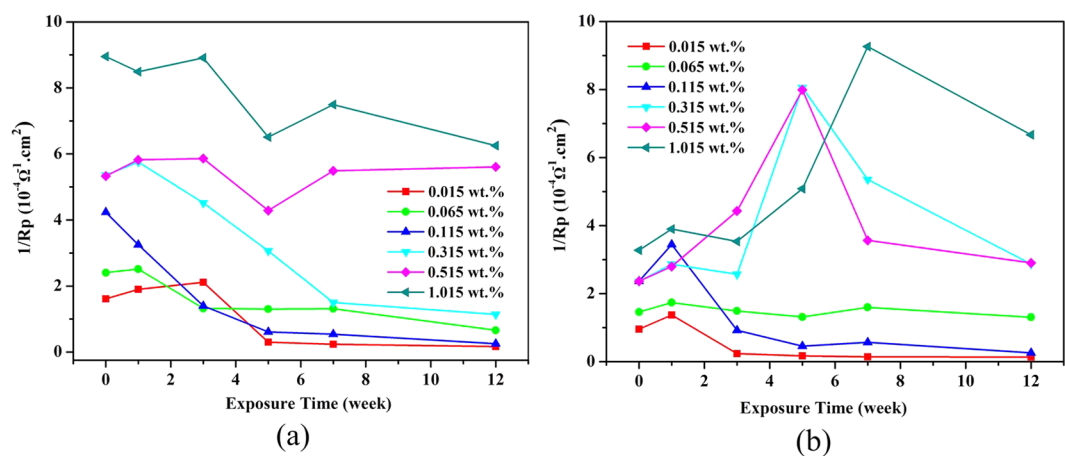 10
8
6
4
2
0
1/Rp (10⁻⁴Ω⁻¹.cm²)
0.015 wt.%
0.065 wt.%
0.115 wt.%
0.315 wt.%
0.515 wt.%
1.015 wt.%
0 2 4 6 8 10 12
Exposure Time (week)
(a)
10
8
6
4
2
0
1/Rp (10⁻⁴Ω⁻¹.cm²)
0.015 wt.%
0.065 wt.%
0.115 wt.%
0.315 wt.%
0.515 wt.%
1.015 wt.%
0 2 4 6 8 10 12
Exposure Time (week)
(b)